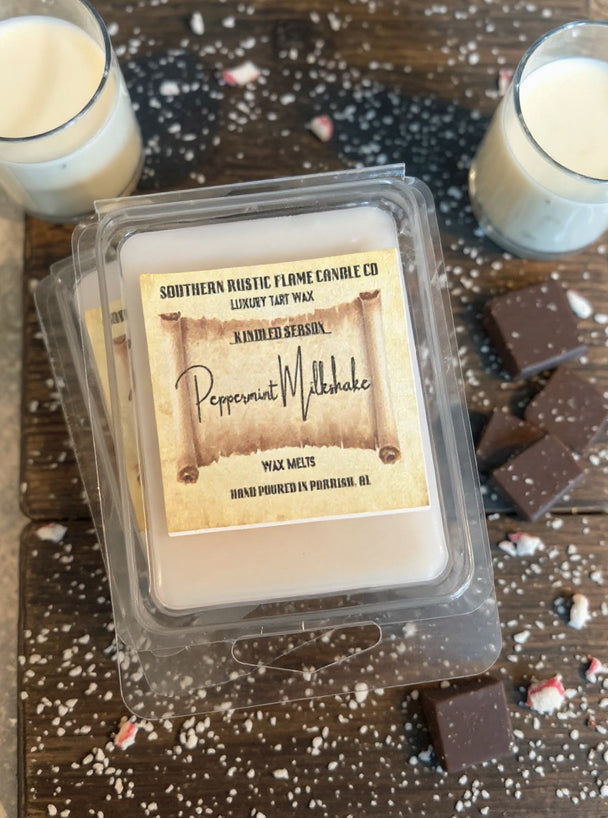 SOUTHERN RUSTIC FLAME CANDLE CO
LUXURY TART WAX
KINDLED SEASON
Peppermint Milkshake
WAX MELTS
HAND POURED IN PARRISH, AL